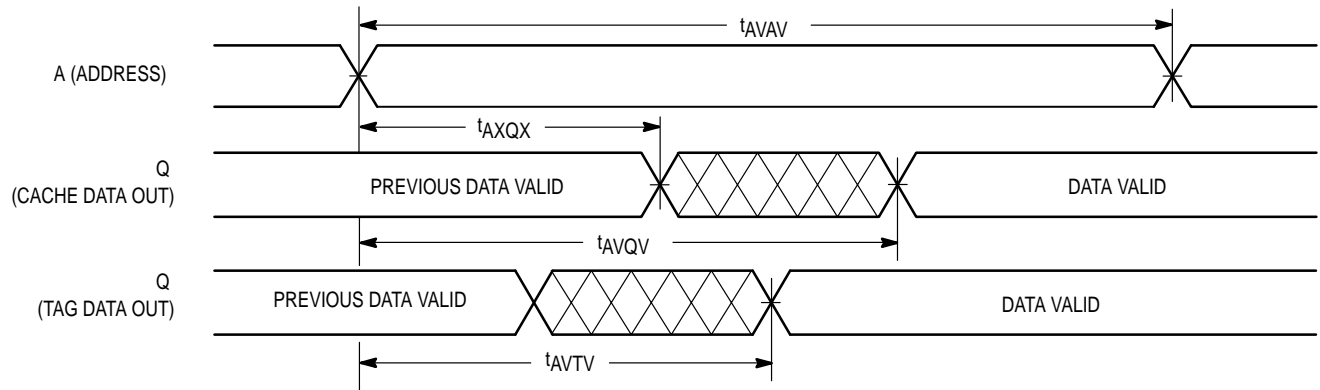 tAVAV
A (ADDRESS)
tAXQX
Q
(CACHE DATA OUT)
PREVIOUS DATA VALID
DATA VALID
tAVQV
Q
(TAG DATA OUT)
PREVIOUS DATA VALID
DATA VALID
tAVTV